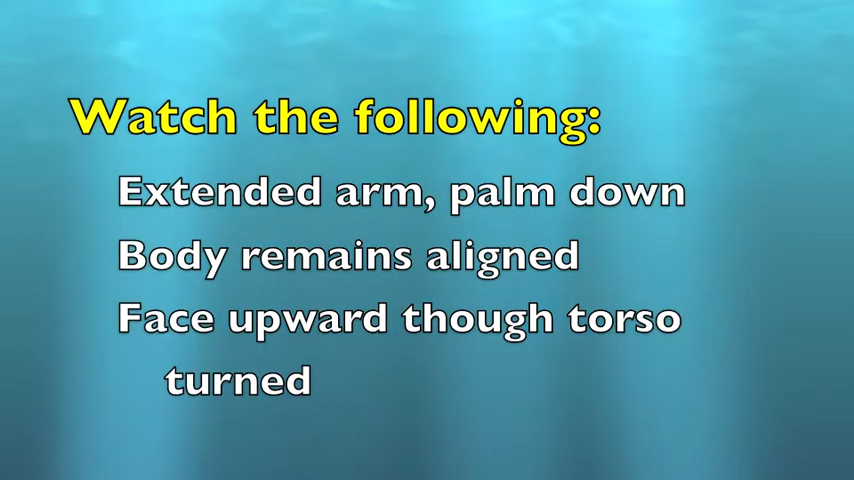 Watch the following:
Extended arm, palm down
Body remains aligned
Face upward though torso
turned